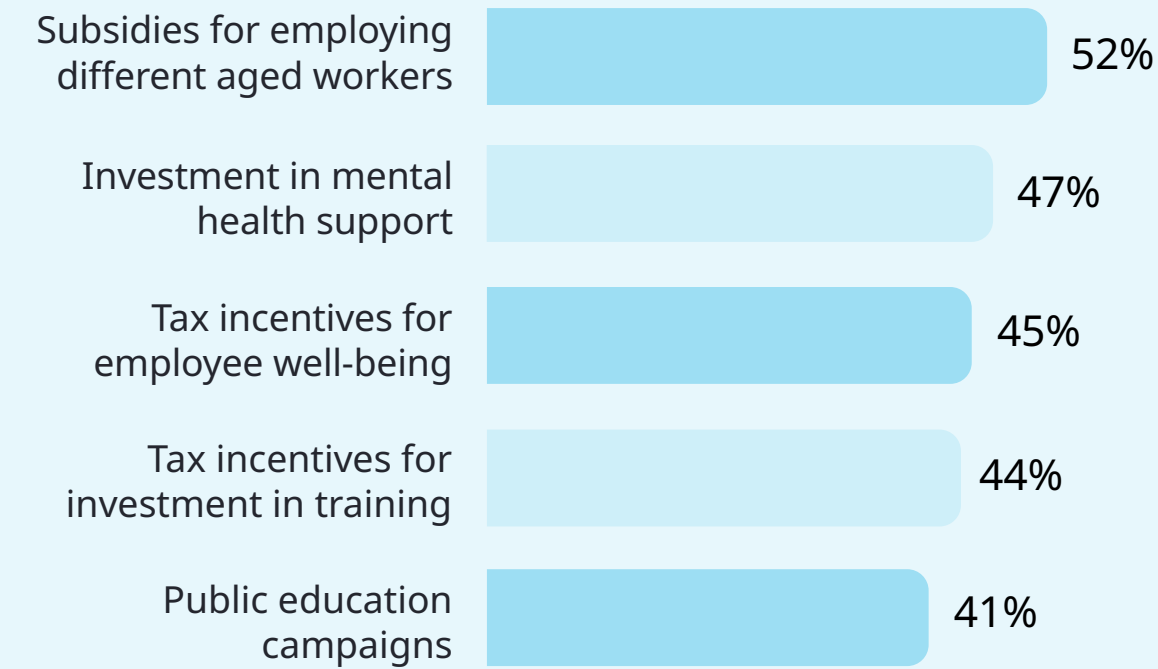 Subsidies for employing
different aged workers
52%
Investment in mental
health support
47%
Tax incentives for
employee well-being
45%
Tax incentives for
investment in training
44%
Public education
campaigns
41%